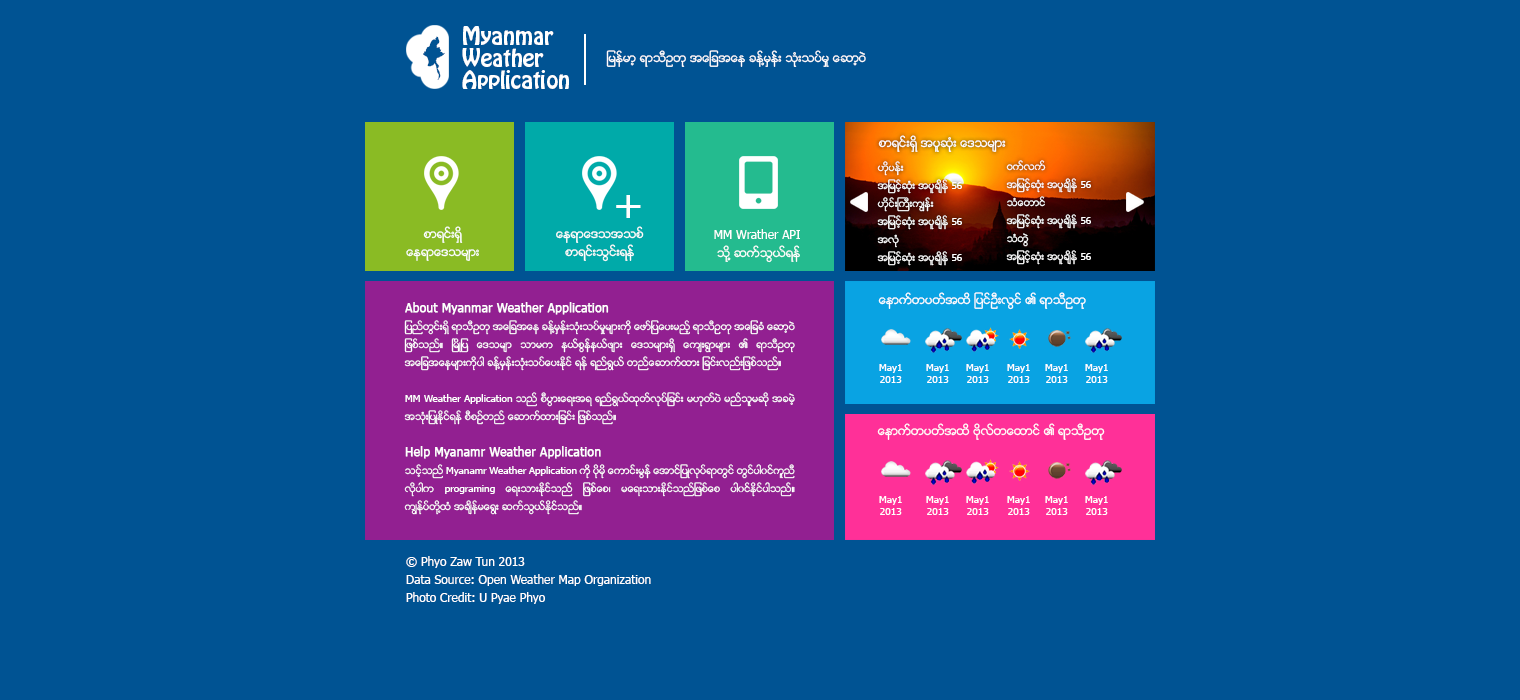 Myanmar
Weather
Application
မြန်မာ့ ရာသီဥတု အခြေအနေ ခန့်မှန်း သုံးသပ်မှု ဆော့ဝဲ
စာရင်းရှိ
နေရာဒေသများ
နေရာဒေသအသစ်
စာရင်းသွင်းရန်
MM Wrather API
သို့ ဆက်သွယ်ရန်
စာရင်းရှိ အပူဆုံး ဒေသများ
ဟိုပန်း
အမြင့်ဆုံး အပူချိန် 56
ဟိုင်းကြီးကျွန်း
အမြင့်ဆုံး အပူချိန် 56
အလုံ
အမြင့်ဆုံး အပူချိန် 56
ဝက်လက်
အမြင့်ဆုံး အပူချိန် 56
သံတောင်
အမြင့်ဆုံး အပူချိန် 56
သံတွဲ
အမြင့်ဆုံး အပူချိန် 56
About Myanmar Weather Application
ပြည်တွင်းရှိ ရာသီဥတု အခြေအနေ ခန့်မှန်းသုံးသပ်မှုများကို ဖော်ပြပေးမည့် ရာသီဥတု အခြေခံ ဆော့ဝဲ
ဖြစ်သည်။ မြို့ပြ ဒေသမျာ သာမက နယ်စွန်နယ်ဖျား ဒေသများရှိ ကျေးရွာများ ၏ ရာသီဥတု
အခြေအနေများကိုပါ ခန့်မှန်းသုံးသပ်ပေးနိုင် ရန် ရည်ရွယ် တည်ဆောက်ထား ခြင်းလည်းဖြစ်သည်။
MM Weather Application သည် စီးပွားရေးအရ ရည်ရွယ်ထုတ်လုပ်ခြင်း မဟုတ်ပဲ မည်သူမဆို အခမဲ့
အသုံးပြုနိုင်ရန် စီစဉ်တည် ဆောက်ထားခြင်း ဖြစ်သည်။
Help Myanamr Weather Application
သင့်သည် Myanamr Weather Application ကို ပိုမို ကောင်းမွန် အောင်ပြုလုပ်ရာတွင် တွင်ပါဝင်ကူညီ
လိုပါက programing ရေးသားနိုင်သည် ဖြစ်စေ၊ မရေးသားနိုင်သည်ဖြစ်စေ ပါဝင်နိုင်ပါသည်။
ကျွန်ုပ်တို့ထံ အချိန်မရွေး ဆက်သွယ်နိုင်သည်။
နောက်တပတ်အထိ ပြင်ဦးလွင် ၏ ရာသီဥတု
May1 May1 May1 May1 May1 May1
2013 2013 2013 2013 2013 2013
နောက်တပတ်အထိ ဗိုလ်တထောင် ၏ ရာသီဥတု
May1 May1 May1 May1 May1 May1
2013 2013 2013 2013 2013 2013
© Phyo Zaw Tun 2013
Data Source: Open Weather Map Organization
Photo Credit: U Pyae Phyo